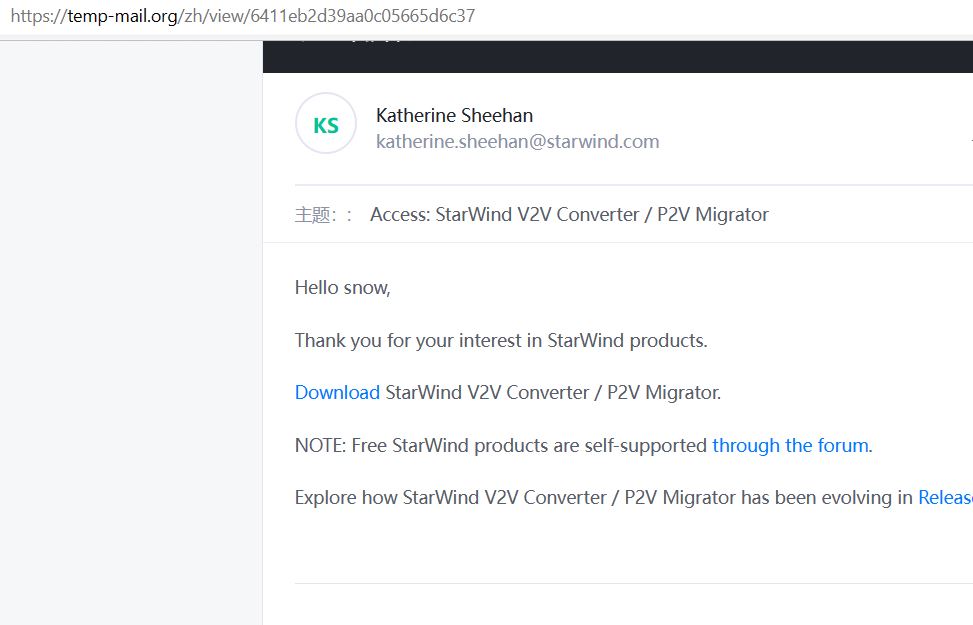 https://temp-mail.org/zh/view/6411eb2d39aa0c05665d6c37
KS
Katherine Sheehan
katherine.sheehan@starwind.com
主题: : Access: StarWind V2V Converter / P2V Migrator
Hello snow,
Thank you for your interest in StarWind products.
Download StarWind V2V Converter / P2V Migrator.
NOTE: Free StarWind products are self-supported through the forum.
Explore how StarWind V2V Converter / P2V Migrator has been evolving in Releas